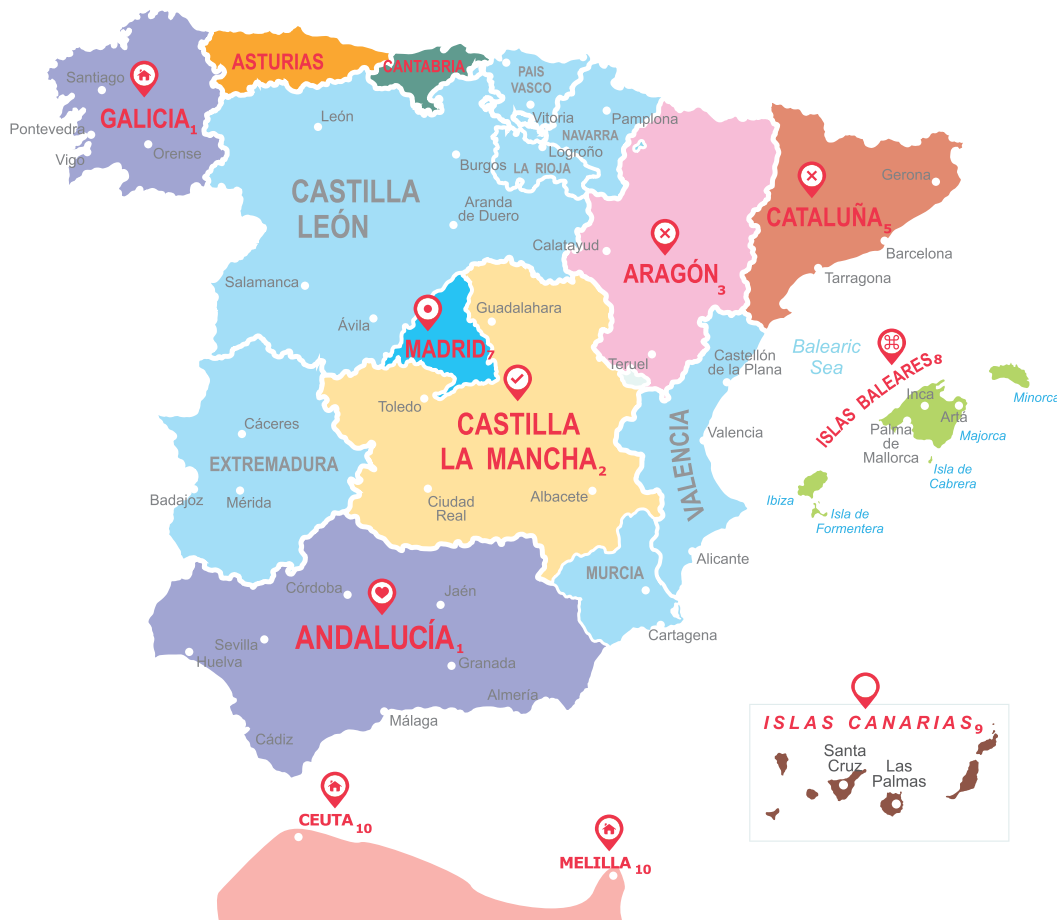 ASTURIAS
CANTABRIA
PAIS
VASCO
Santiago
GALICIA1
Pontevedra
Vigo
Orense
León
Vitoria
Pamplona
NAVARRA
Logroño
LA RIOJA
Burgos
CASTILLA
LEÓN
Aranda
de Duero
Calatayud
Gerona
CATALUÑA5
Barcelona
Tarragona
ARAGÓN3
Salamanca
Ávila
Guadalahara
MADRID7
Teruel
Castellón
de la Plana
Balearic
Sea
ISLAS BALEARES8
Inca
Artá
Palma
de
Mallorca
Minorca
Majorca
Isla de
Cabrera
Ibiza
Isla de
Formentera
Toledo
CASTILLA
LA MANCHA2
Valencia
VALENCIA
Cáceres
EXTREMADURA
Badajoz
Mérida
Ciudad
Real
Albacete
Alicante
MURCIA
Cartagena
Córdoba
Jaén
ANDALUCÍA1
Sevilla
Huelva
Granada
Almería
Málaga
Cádiz
ISLAS CANARIAS9
Santa
Cruz
Las
Palmas
CEUTA10
MELILLA10